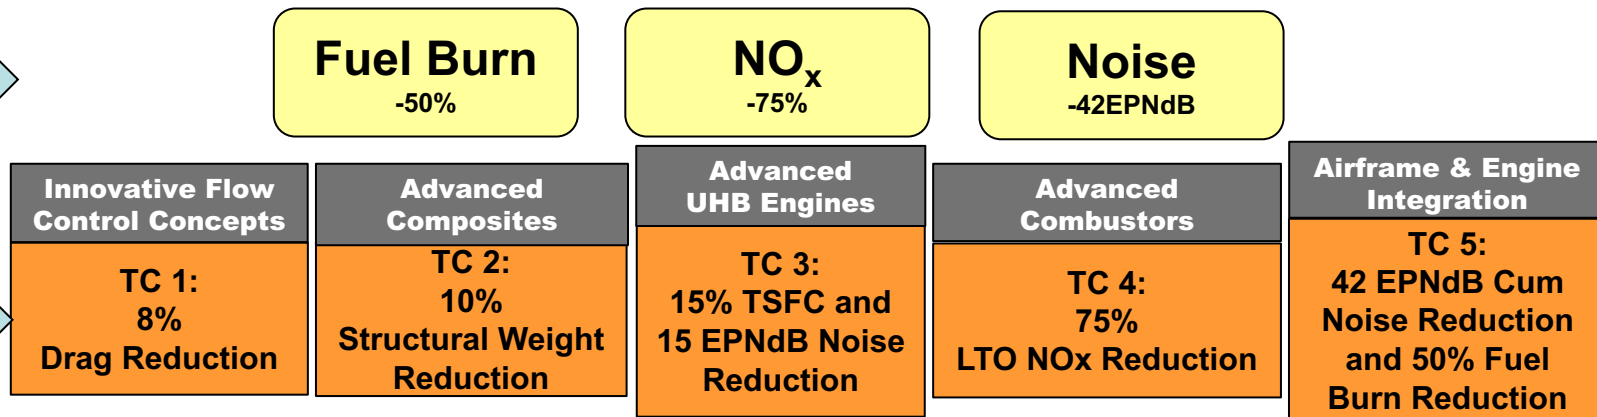 Fuel Burn
-50%
NOx
-75%
Noise
-42EPNdB
Innovative Flow
Control Concepts
TC 1:
8%
Drag Reduction
Advanced
Composites
TC 2:
10%
Structural Weight
Reduction
Advanced
UHB Engines
TC 3:
15% TSFC and
15 EPNdB Noise
Reduction
Advanced
Combustors
TC 4:
75%
LTO NOx Reduction
Airframe & Engine
Integration
TC 5:
42 EPNdB Cum
Noise Reduction
and 50% Fuel
Burn Reduction